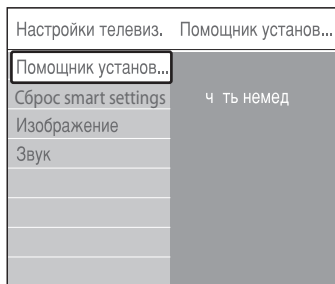 Настройки телевиз. Помощник установ...
Помощник установ...
Сброс smart settings ч ть немед
Изображение
Звук